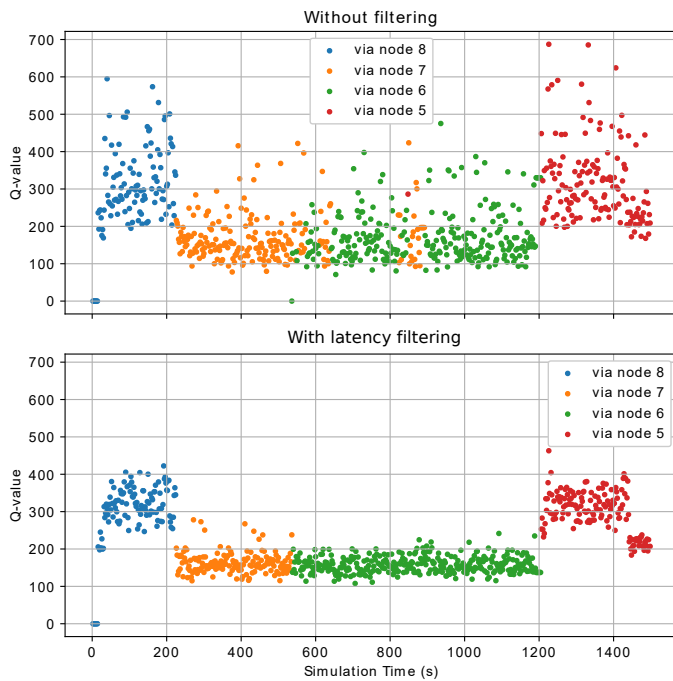 Without filtering
Q-value
700
600
500
400
300
200
100
0
via node 8
via node 7
via node 6
via node 5
With latency filtering
Q-value
700
600
500
400
300
200
100
0
via node 8
via node 7
via node 6
via node 5
0 200 400 600 800 1000 1200 1400
Simulation Time (s)